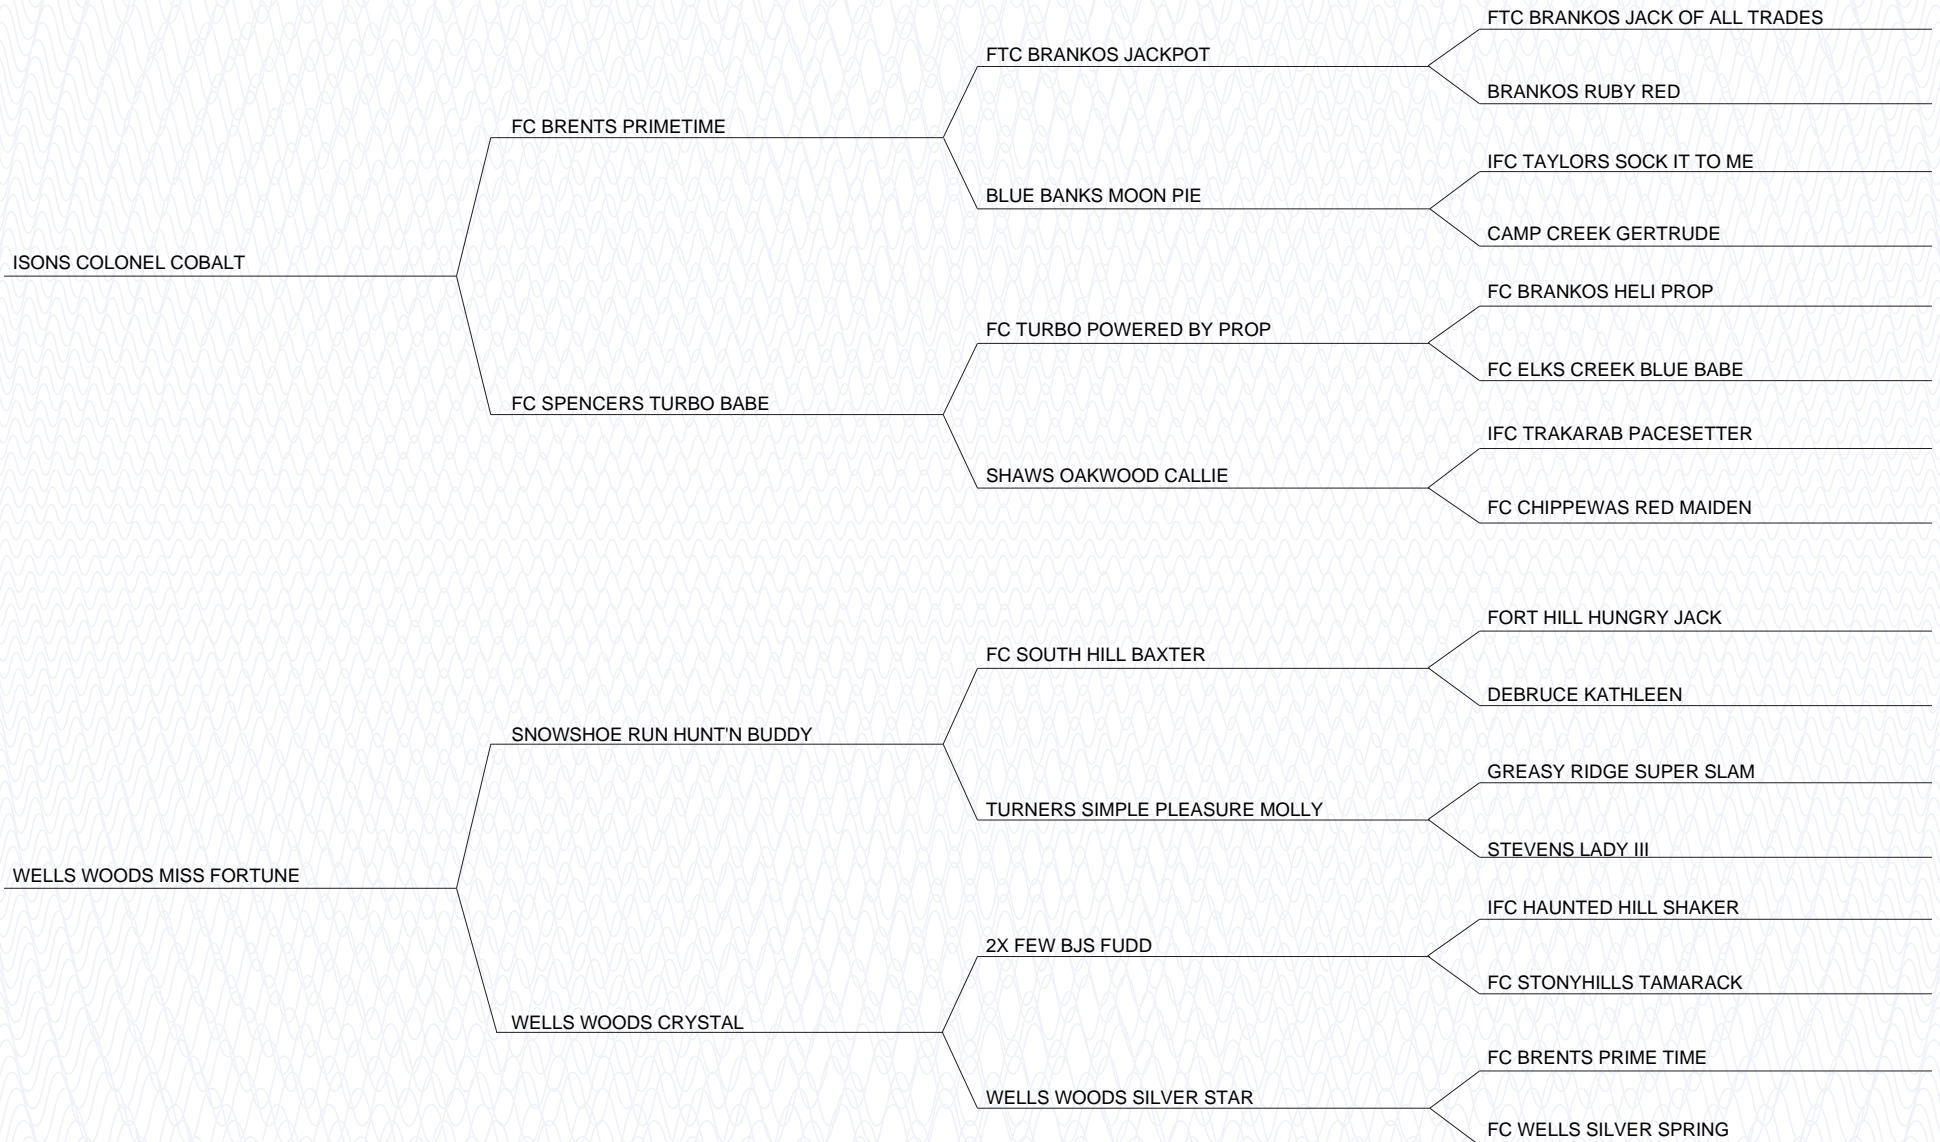 FTC BRANKOS JACK OF ALL TRADES
FTC BRANKOS JACKPOT
BRANKOS RUBY RED
FC BRENTS PRIMETIME
IFC TAYLORS SOCK IT TO ME
BLUE BANKS MOON PIE
CAMP CREEK GERTRUDE
ISONS COLONEL COBALT
FC BRANKOS HELI PROP
FC TURBO POWERED BY PROP
FC ELKS CREEK BLUE BABE
FC SPENCERS TURBO BABE
IFC TRAKARAB PACESETTER
SHAWS OAKWOOD CALLIE
FC CHIPPEWAS RED MAIDEN
FORT HILL HUNGRY JACK
FC SOUTH HILL BAXTER
DEBRUCE KATHLEEN
SNOWSHOE RUN HUNT'N BUDDY
GREASY RIDGE SUPER SLAM
TURNERS SIMPLE PLEASURE MOLLY
STEVENS LADY III
WELLS WOODS MISS FORTUNE
IFC HAUNTED HILL SHAKER
2X FEW BJS FUDD
FC STONYHILLS TAMARACK
WELLS WOODS CRYSTAL
FC BRENTS PRIME TIME
WELLS WOODS SILVER STAR
FC WELLS SILVER SPRING